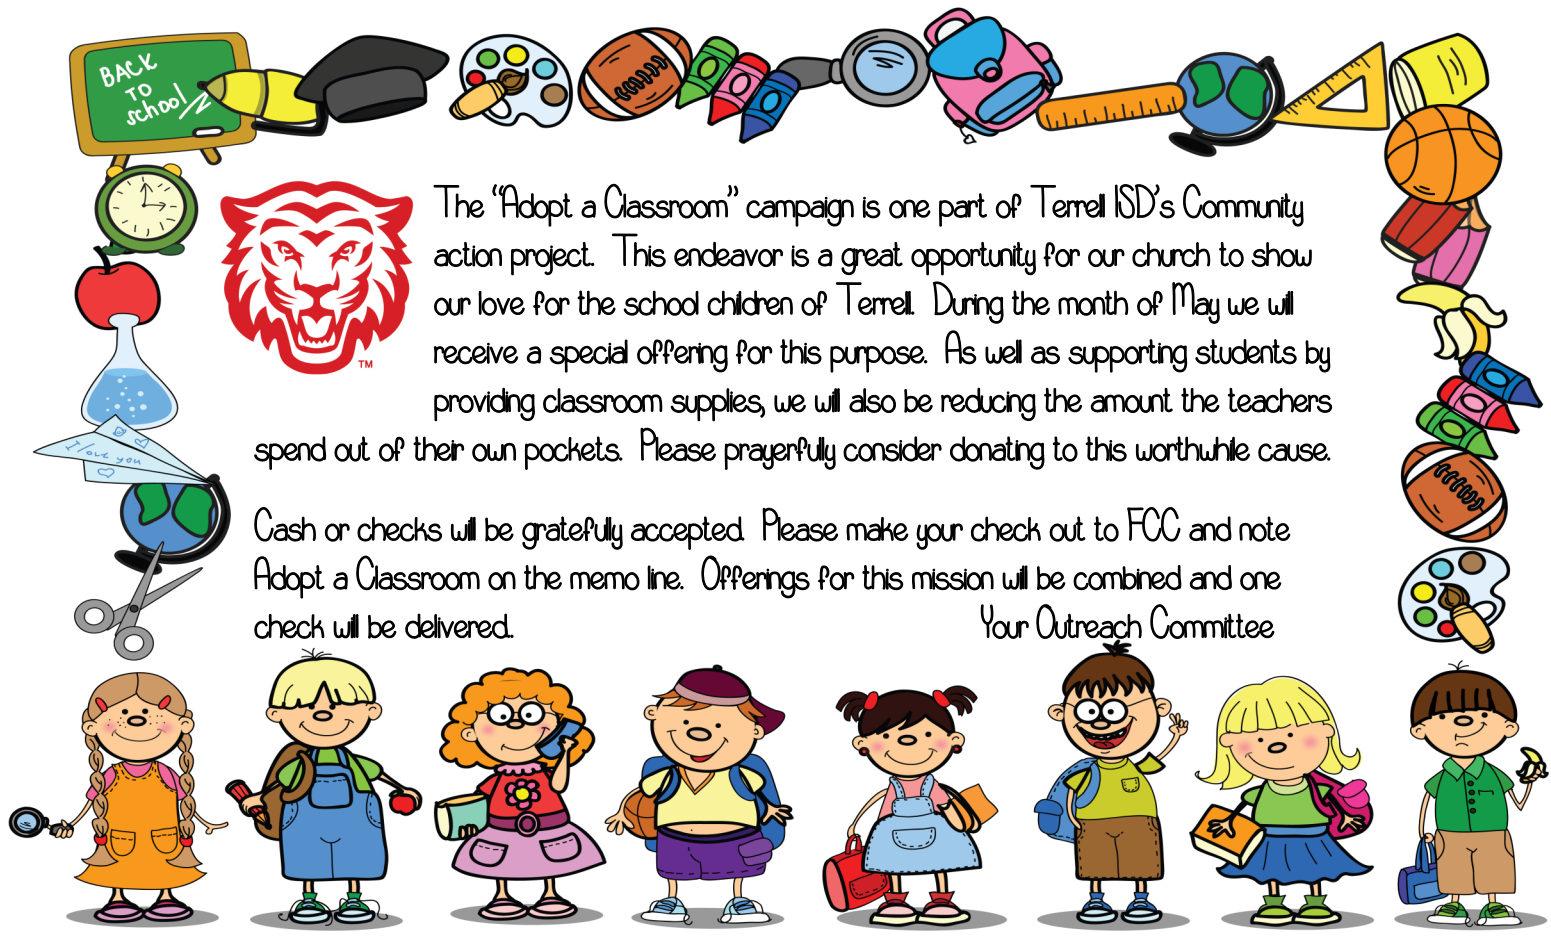 BACK
TO
school
The “Adopt a Classroom” campaign is one part of Terrell ISD’s Community
action project. This endeavor is a great opportunity for our church to show
our love for the school children of Terrell. During the month of May we will
receive a special offering for this purpose. As well as supporting students by
providing classroom supplies, we will also be reducing the amount the teachers
spend out of their own pockets. Please prayerfully consider donating to this worthwhile cause.
TM
I love you
Cash or checks will be gratefully accepted. Please make your check out to FCC and note
Adopt a Classroom on the memo line. Offerings for this mission will be combined and one
check will be delivered.
Your Outreach Committee